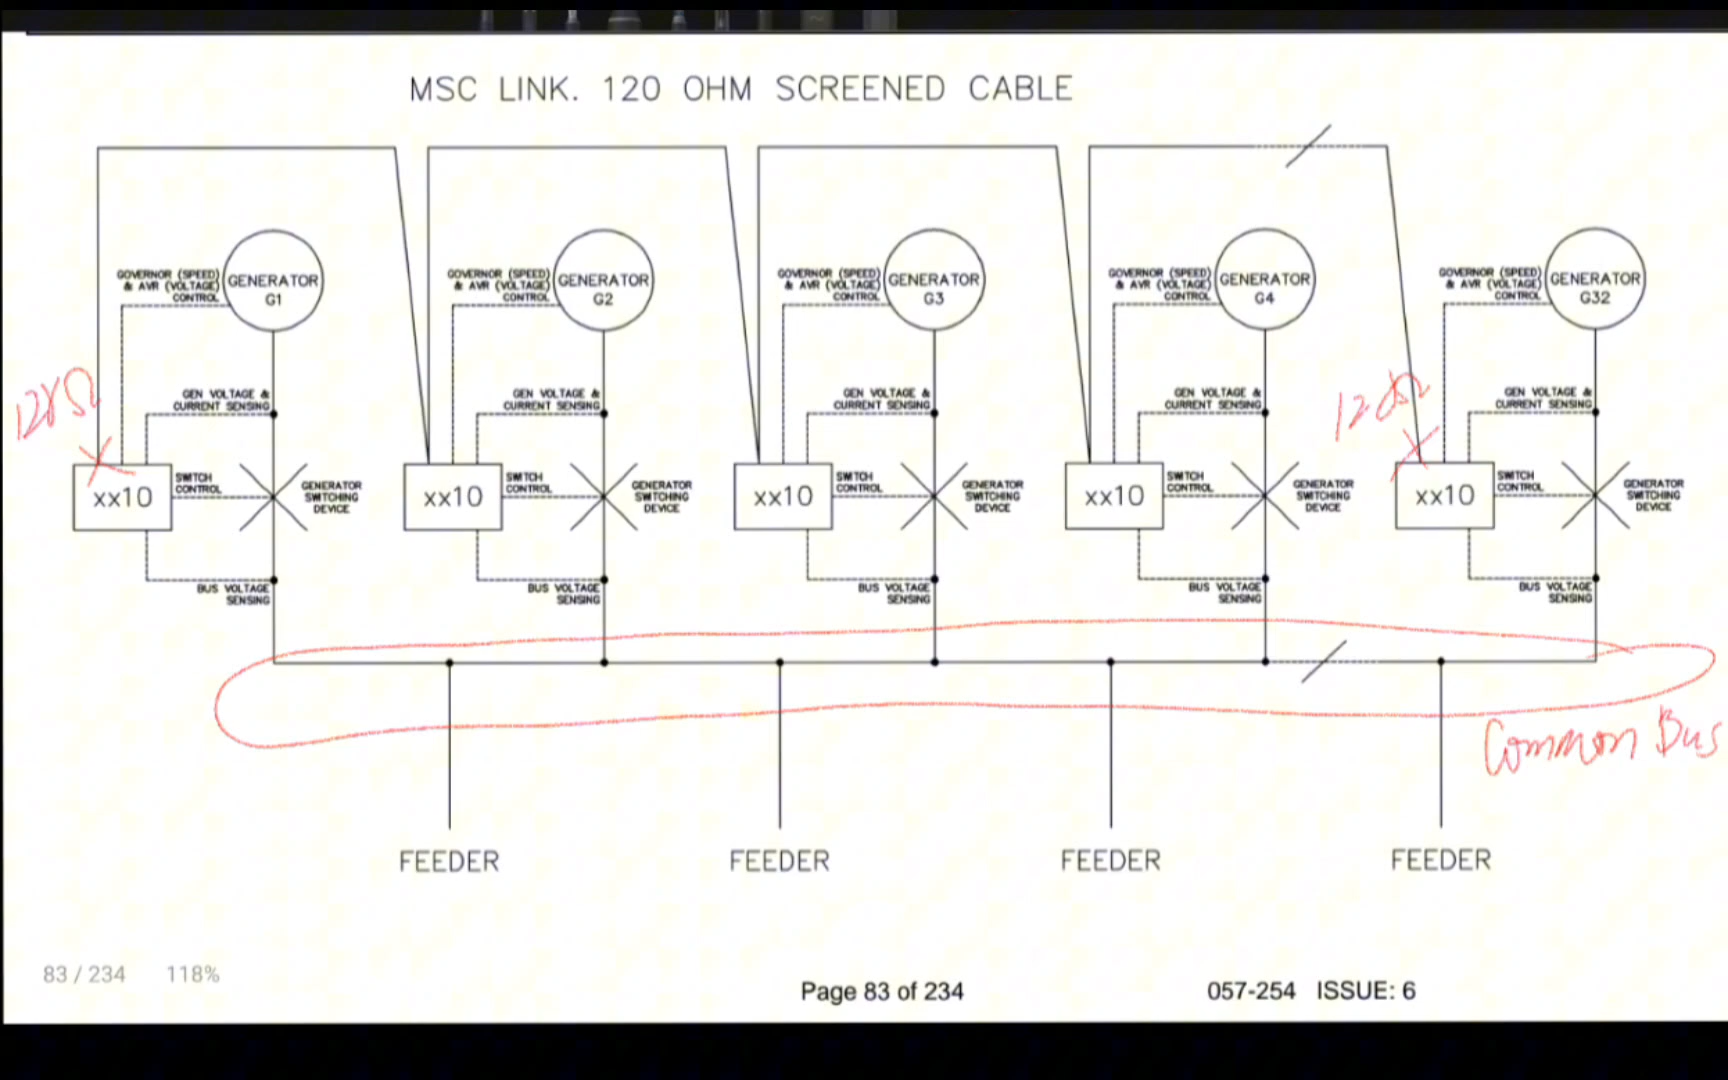 MSC LINK. 120 OHM SCREENED CABLE
GOVERNOR (SPEED)
& AVR (VOLTAGE)
CONTROL
GENERATOR
G1
GOVERNOR (SPEED)
& AVR (VOLTAGE)
CONTROL
GENERATOR
G2
GOVERNOR (SPEED)
& AVR (VOLTAGE)
CONTROL
GENERATOR
G3
GOVERNOR (SPEED)
& AVR (VOLTAGE)
CONTROL
GENERATOR
G4
GOVERNOR (SPEED)
& AVR (VOLTAGE)
CONTROL
GENERATOR
G32
120Ω
GEN VOLTAGE &
CURRENT SENSING
GEN VOLTAGE &
CURRENT SENSING
GEN VOLTAGE &
CURRENT SENSING
GEN VOLTAGE &
CURRENT SENSING
120Ω
GEN VOLTAGE &
CURRENT SENSING
xx10
SWITCH
CONTROL
GENERATOR
SWITCHING
DEVICE
xx10
SWITCH
CONTROL
GENERATOR
SWITCHING
DEVICE
xx10
SWITCH
CONTROL
GENERATOR
SWITCHING
DEVICE
xx10
SWITCH
CONTROL
GENERATOR
SWITCHING
DEVICE
xx10
SWITCH
CONTROL
GENERATOR
SWITCHING
DEVICE
BUS VOLTAGE
SENSING
BUS VOLTAGE
SENSING
BUS VOLTAGE
SENSING
BUS VOLTAGE
SENSING
BUS VOLTAGE
SENSING
Common Bus
FEEDER
FEEDER
FEEDER
FEEDER
83 / 234 118%
Page 83 of 234
057-254 ISSUE: 6